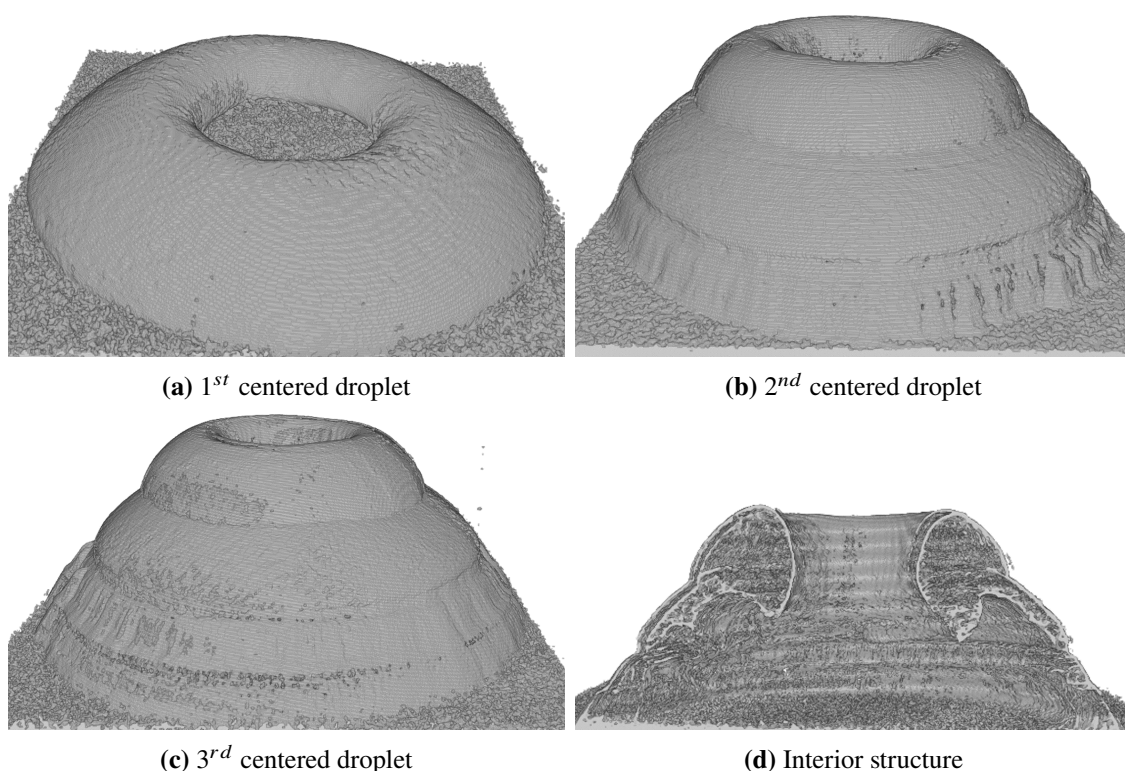 (a) 1st centered droplet
(b) 2nd centered droplet
(c) 3rd centered droplet
(d) Interior structure